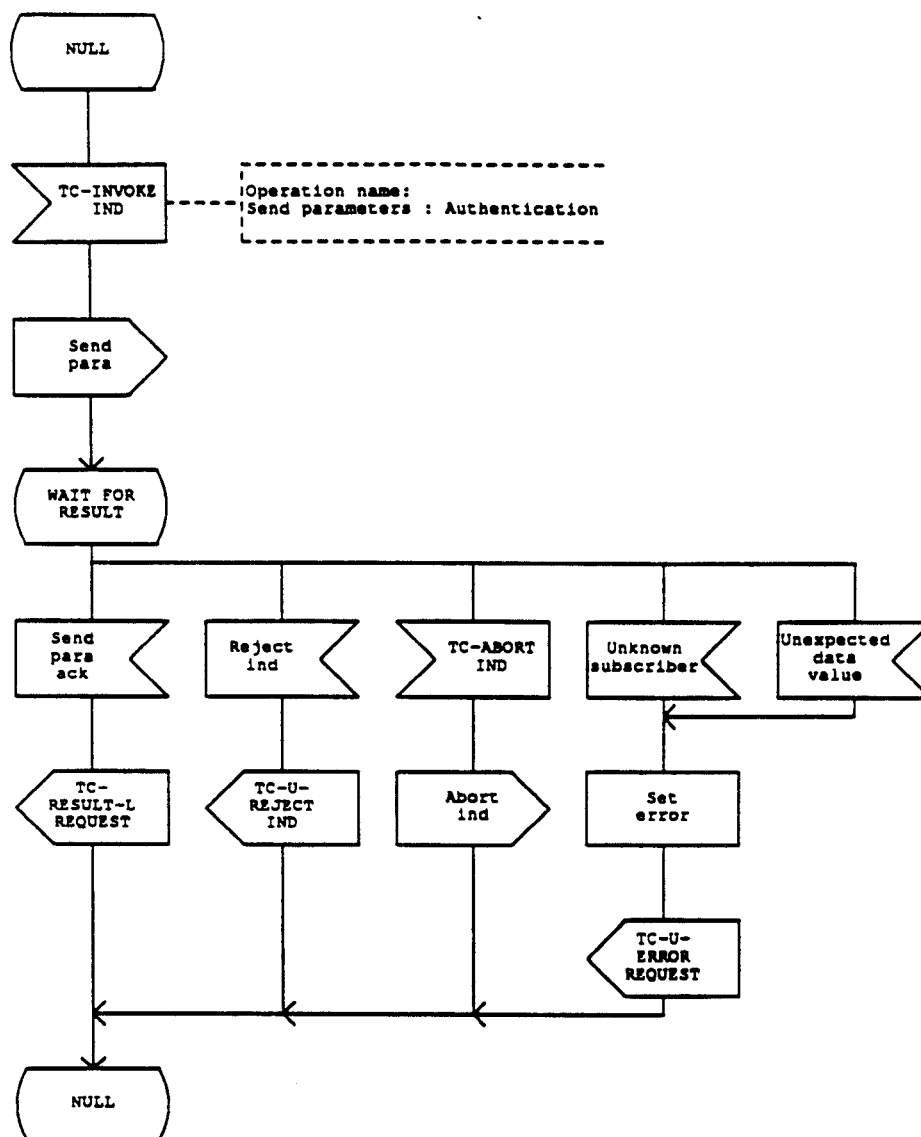 NULL
TC-INVOKE
IND
Operation name:
Send parameters : Authentication
Send
para
WAIT FOR
RESULT
Send
para
ack
Reject
ind
TC-ABORT
IND
Unknown
subscriber
Unexpected
data
value
TC-
RESULT-L
REQUEST
TC-U-
REJECT
IND
Abort
ind
Set
error
TC-U-
ERROR
REQUEST
NULL